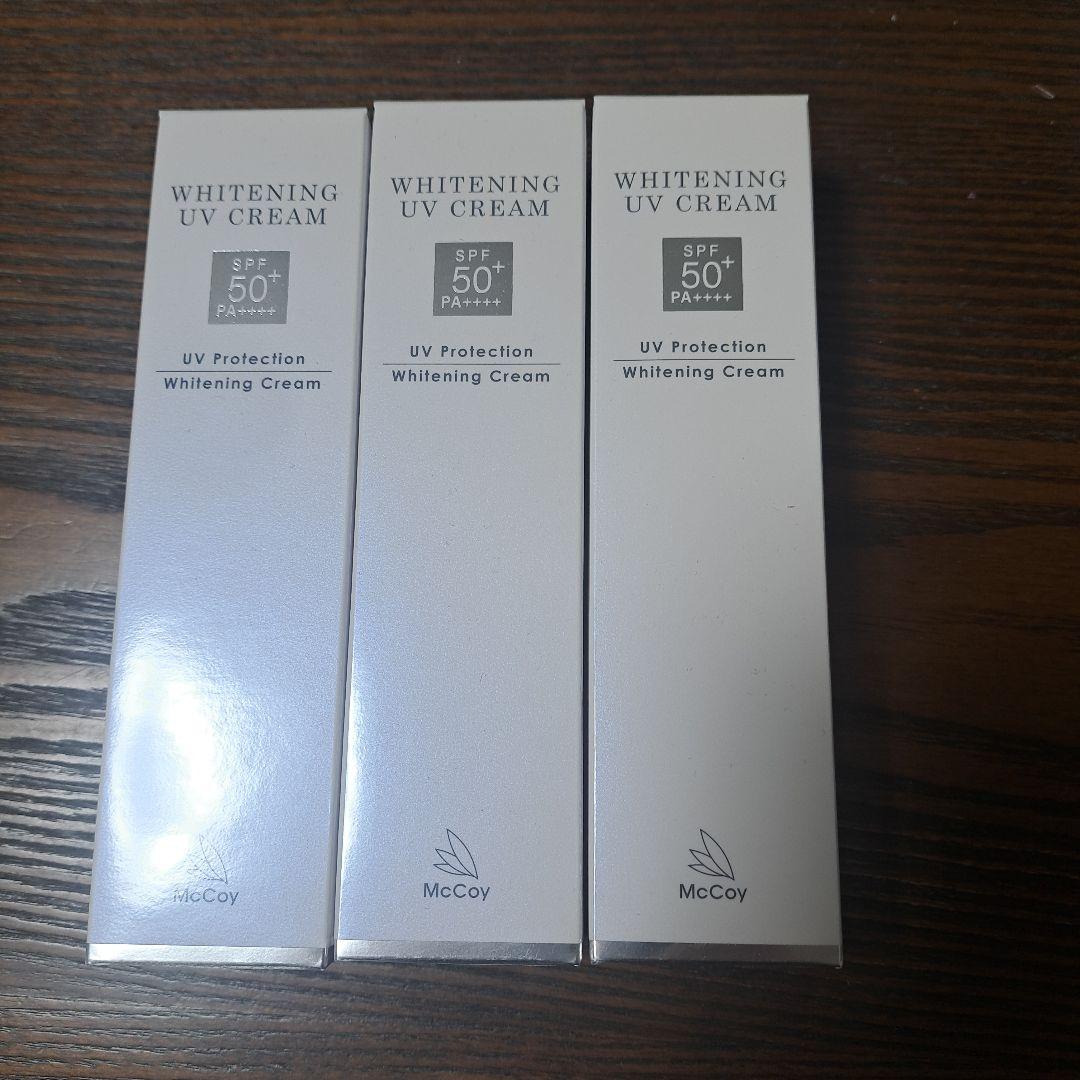 WHITENING
UV CREAM
SPF
50+
PA++++
UV Protection
Whitening Cream
McCoy
WHITENING
UV CREAM
SPF
50+
PA++++
UV Protection
Whitening Cream
McCoy
WHITENING
UV CREAM
SPF
50+
PA++++
UV Protection
Whitening Cream
McCoy